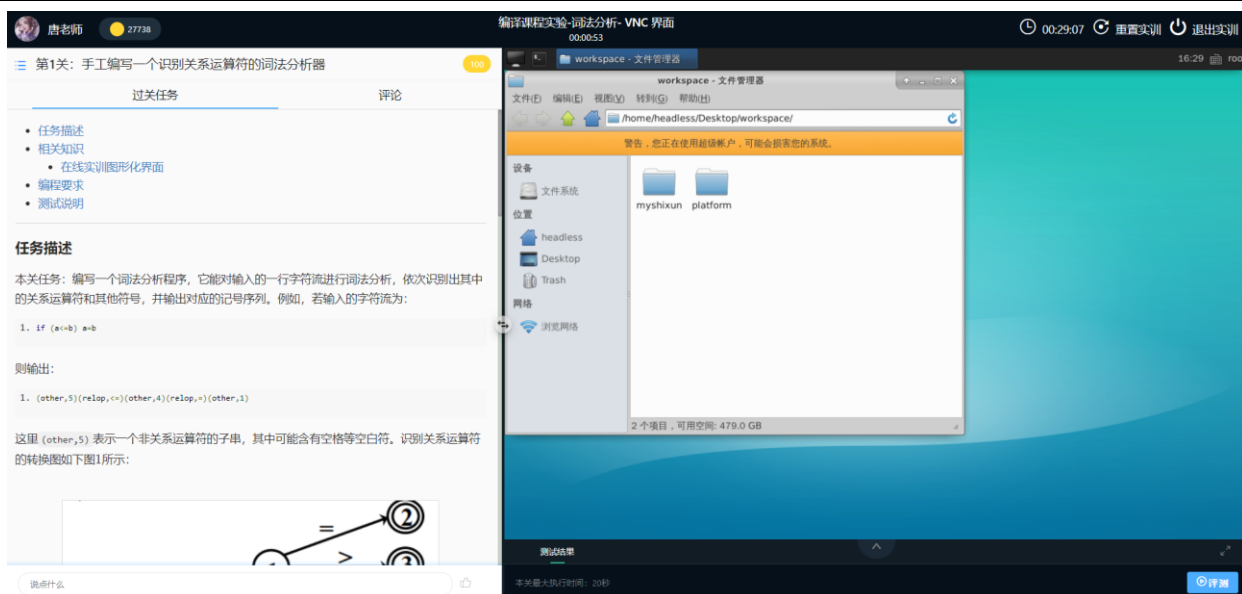 唐老师
27738
编译课程实验-词法分析- VNC 界面
00:00:53
00:29:07
重置实训
退出实训
第1关：手工编写一个识别关系运算符的词法分析器
100
过关任务
评论
任务描述
相关知识
在线实训图形化界面
编程要求
测试说明
任务描述
本关任务：编写一个词法分析程序，它能对输入的一行字符流进行词法分析，依次识别出其中
的关系运算符和其他符号，并输出对应的记号序列。例如，若输入的字符流为：
1. if (a<=b) a=b
则输出：
1. (other,5)(relop,<=)(other,4)(relop,=)(other,1)
这里 (other,5) 表示一个非关系运算符的子串，其中可能含有空格等空白符。识别关系运算符
的转换图如下图1所示：
=
2
>
3
说点什么
workspace - 文件管理器
16:29
roo
workspace - 文件管理器
文件(F) 编辑(E) 视图(V) 转到(G) 帮助(H)
/home/headless/Desktop/workspace/
警告，您正在使用超级帐户，可能会损害您的系统。
设备
文件系统
位置
headless
Desktop
Trash
网络
浏览网络
myshixun
platform
2 个项目，可用空间: 479.0 GB
测试结果
本关最大执行时间：20秒
评测